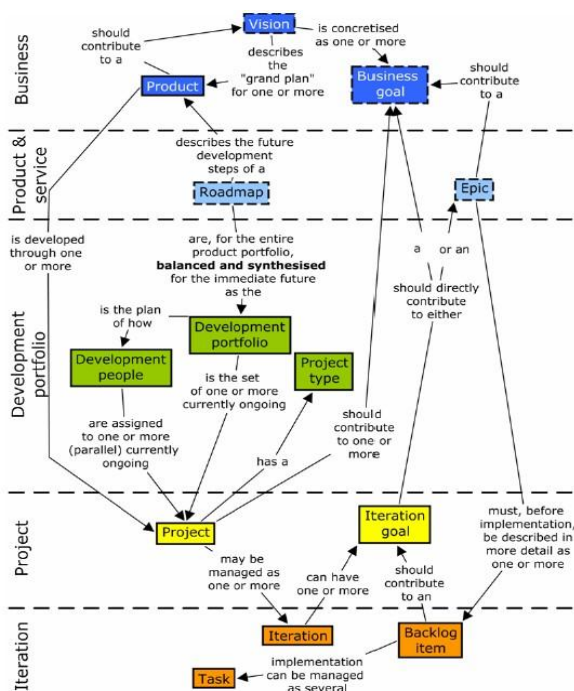 Business
should
contribute
to a
Vision
is concretised
as one or more
describes
the
"grand plan"
for one or more
Product
Business
goal
should
contribute
to a
Product &
service
describes the future
development
steps of a
Roadmap
Epic
Development
portfolio
is developed
through one
or more
are, for the entire
product portfolio,
balanced and synthesised
for the immediate future
as the
a
or an
should directly
contribute
to either
is the plan
of how
Development
portfolio
Development
people
Project
type
is the set
of one or more
currently ongoing
are assigned
to one or more
(parallel) currently
ongoing
has a
should
contribute
to one or
more
Project
Project
Iteration
goal
must, before
implementation,
be described in
more detail as
one or more
may be
managed as
one or more
can have
one or more
should
contribute
to an
Iteration
Iteration
Backlog
item
implementation
can be managed
as several
Task